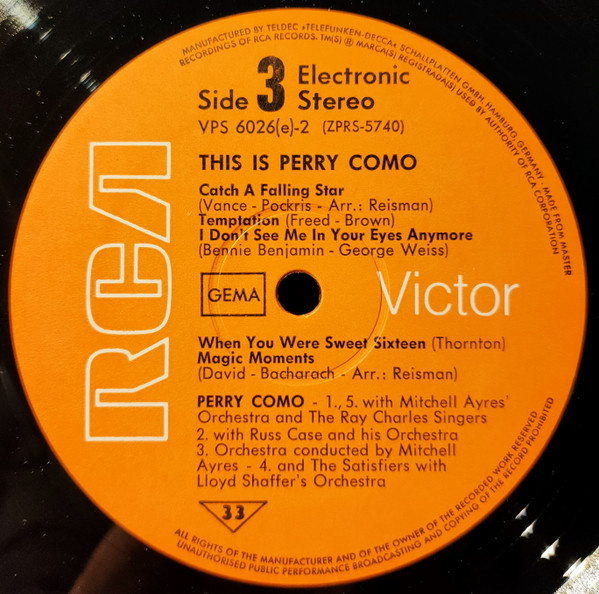 MANUFACTURED BY TELDEC »TELEFUNKEN-DECCA« SCHALLPLATTEN GMBH, HAMBURG, GERMANY - MADE FROM MASTER
RECORDINGS OF RCA RECORDS. TM(S) ® MARCA(S) REGISTRADA(S) USED BY AUTHORITY OF RCA CORPORATION
Side 3 Electronic
Stereo
VPS 6026(e)-2 (ZPRS-5740)
THIS IS PERRY COMO
Catch A Falling Star
(Vance - Pockris - Arr.: Reisman)
Temptation (Freed - Brown)
I Don't See Me In Your Eyes Anymore
(Bennie Benjamin - George Weiss)
RCA
GEMA
Victor
When You Were Sweet Sixteen (Thornton)
Magic Moments
(David - Bacharach - Arr.: Reisman)
PERRY COMO - 1., 5. with Mitchell Ayres'
Orchestra and The Ray Charles Singers
2. with Russ Case and his Orchestra
3. Orchestra conducted by Mitchell
Ayres - 4. and The Satisfiers with
Lloyd Shaffer's Orchestra
33
ALL RIGHTS OF THE MANUFACTURER AND OF THE OWNER OF THE RECORDED WORK RESERVED
UNAUTHORISED PUBLIC PERFORMANCE BROADCASTING AND COPYING OF THE RECORD PROHIBITED